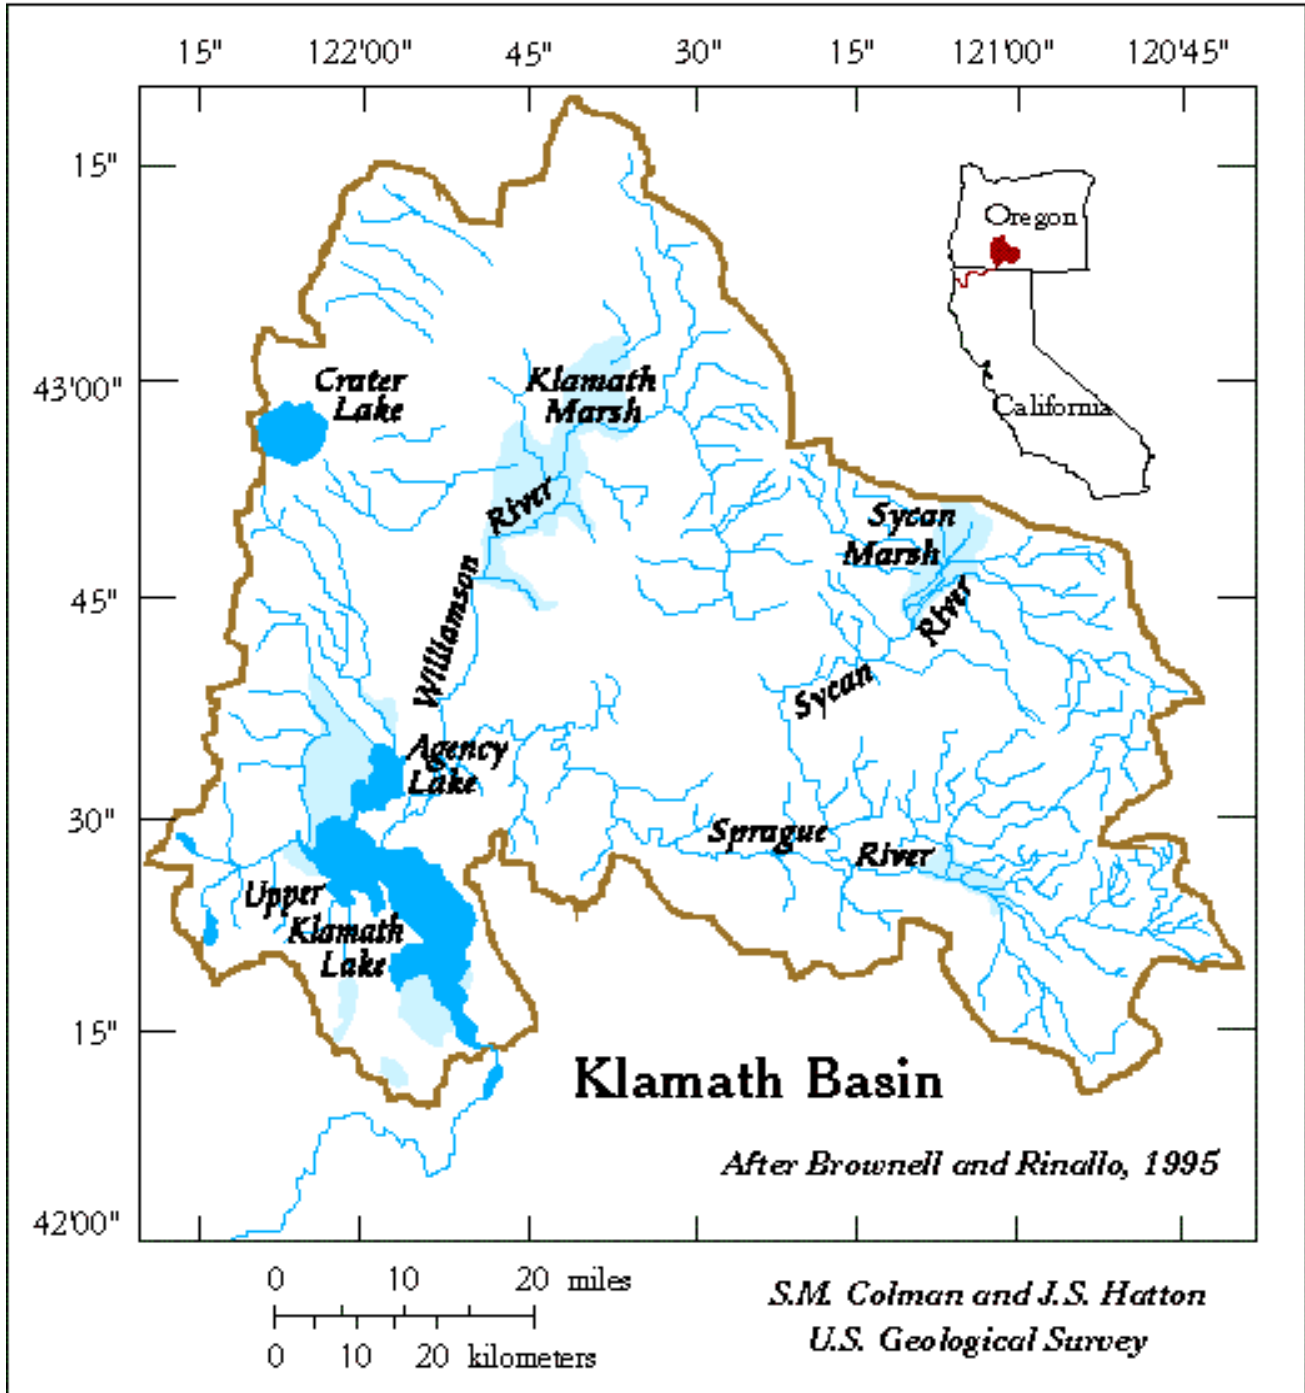 15" 122'00" 45" 30" 15" 121'00" 120'45"
15"
43'00"
45"
30"
15"
42'00"
Oregon
California
Crater
Lake
Klamath
Marsh
River
Williamson
Sycan
Marsh
River
Sycan
Agency
Lake
Sprague River
Upper
Klamath
Lake
Klamath Basin
After Brownell and Rinallo, 1995
0 10 20 miles
0 10 20 kilometers
S.M. Colman and J.S. Hatton
U.S. Geological Survey